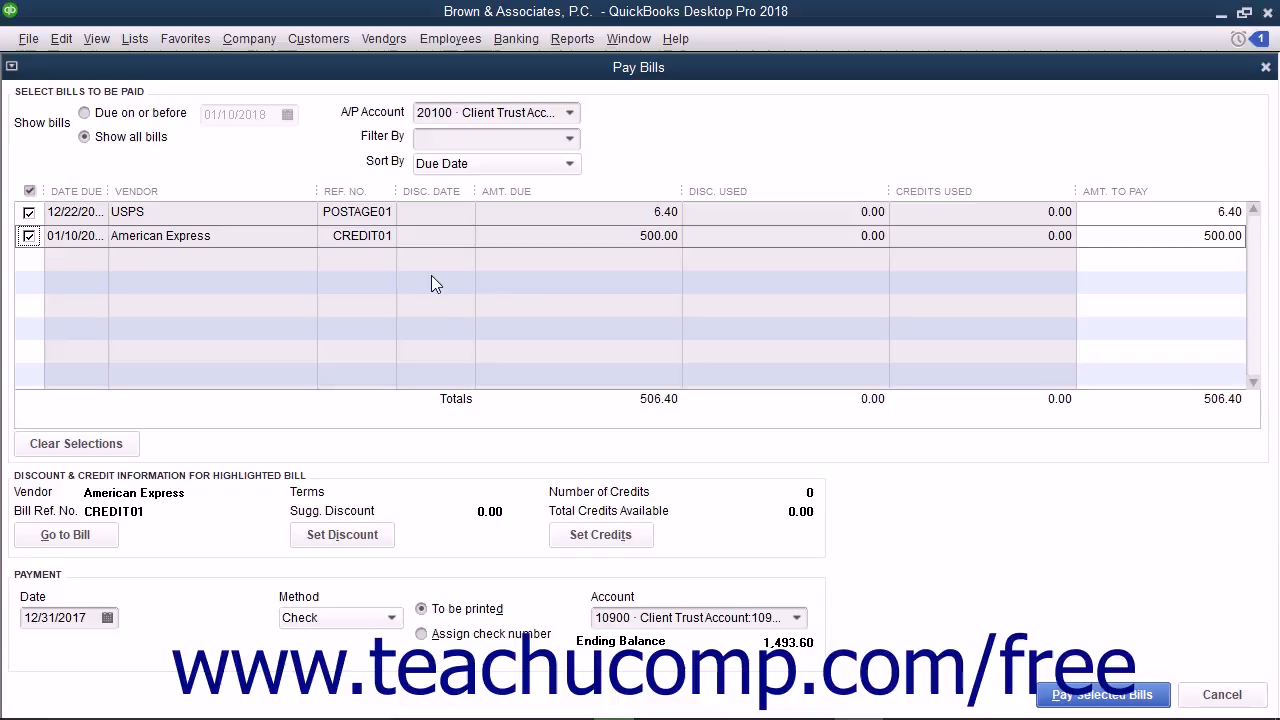 Brown & Associates, P.C. - QuickBooks Desktop Pro 2018
File Edit View Lists Favorites Company Customers Vendors Employees Banking Reports Window Help 1
Pay Bills
SELECT BILLS TO BE PAID
Show bills Due on or before 01/10/2018 A/P Account 20100 · Client Trust Acc...
Show all bills Filter By
Sort By Due Date
DATE DUE VENDOR REF. NO. DISC. DATE AMT. DUE DISC. USED CREDITS USED AMT. TO PAY
12/22/20... USPS POSTAGE01 6.40 0.00 0.00 6.40
01/10/20... American Express CREDIT01 500.00 0.00 0.00 500.00
Totals 506.40 0.00 0.00 506.40
Clear Selections
DISCOUNT & CREDIT INFORMATION FOR HIGHLIGHTED BILL
Vendor American Express Terms Number of Credits 0
Bill Ref. No. CREDIT01 Sugg. Discount 0.00 Total Credits Available 0.00
Go to Bill Set Discount Set Credits
PAYMENT
Date Method Account
12/31/2017 Check To be printed 10900 · Client Trust Account:109...
Assign check number Ending Balance 1,493.60
www.teachucomp.com/free
Pay Selected Bills Cancel